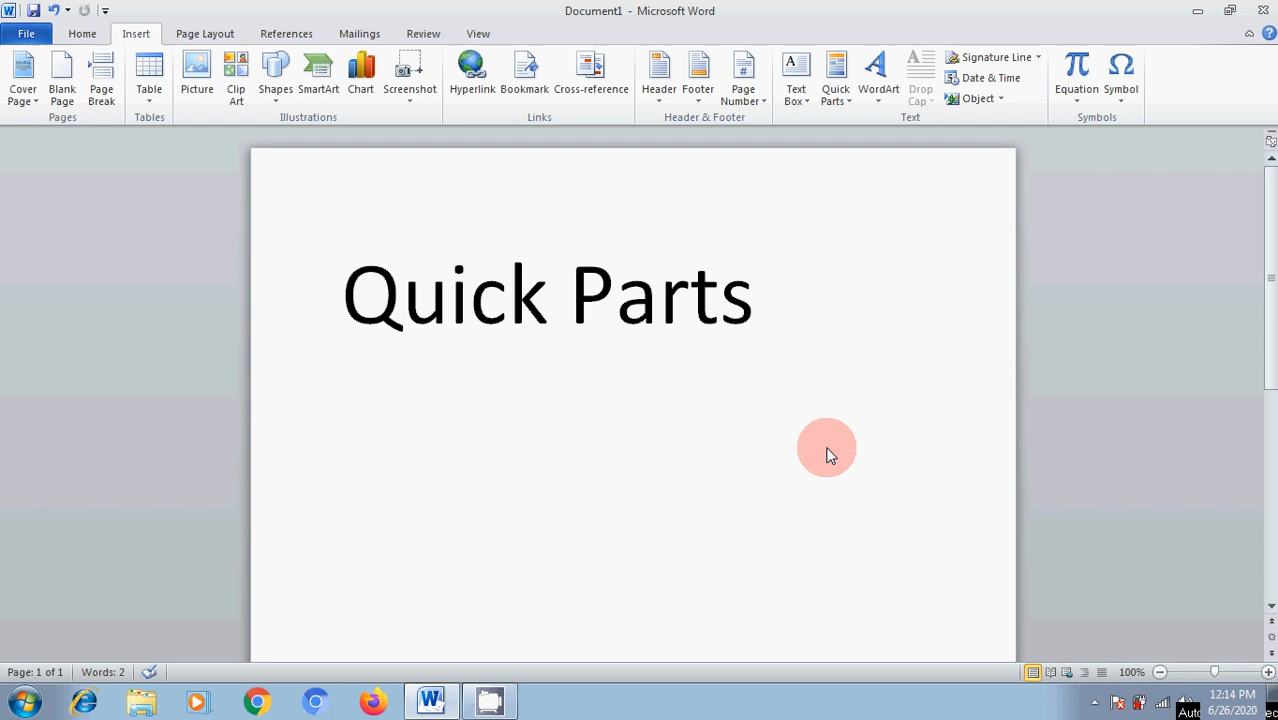 Document1 - Microsoft Word
File Home Insert Page Layout References Mailings Review View
Cover Page
Blank Page
Page Break
Pages
Table
Tables
Picture
Clip Art
Shapes
SmartArt
Chart
Screenshot
Illustrations
Hyperlink
Bookmark
Cross-reference
Links
Header
Footer
Page Number
Header & Footer
Text Box
Quick Parts
WordArt
Drop Cap
Signature Line
Date & Time
Object
Text
Equation
Symbol
Symbols
Quick Parts
Page: 1 of 1 Words: 2 100%
12:14 PM
6/26/2020